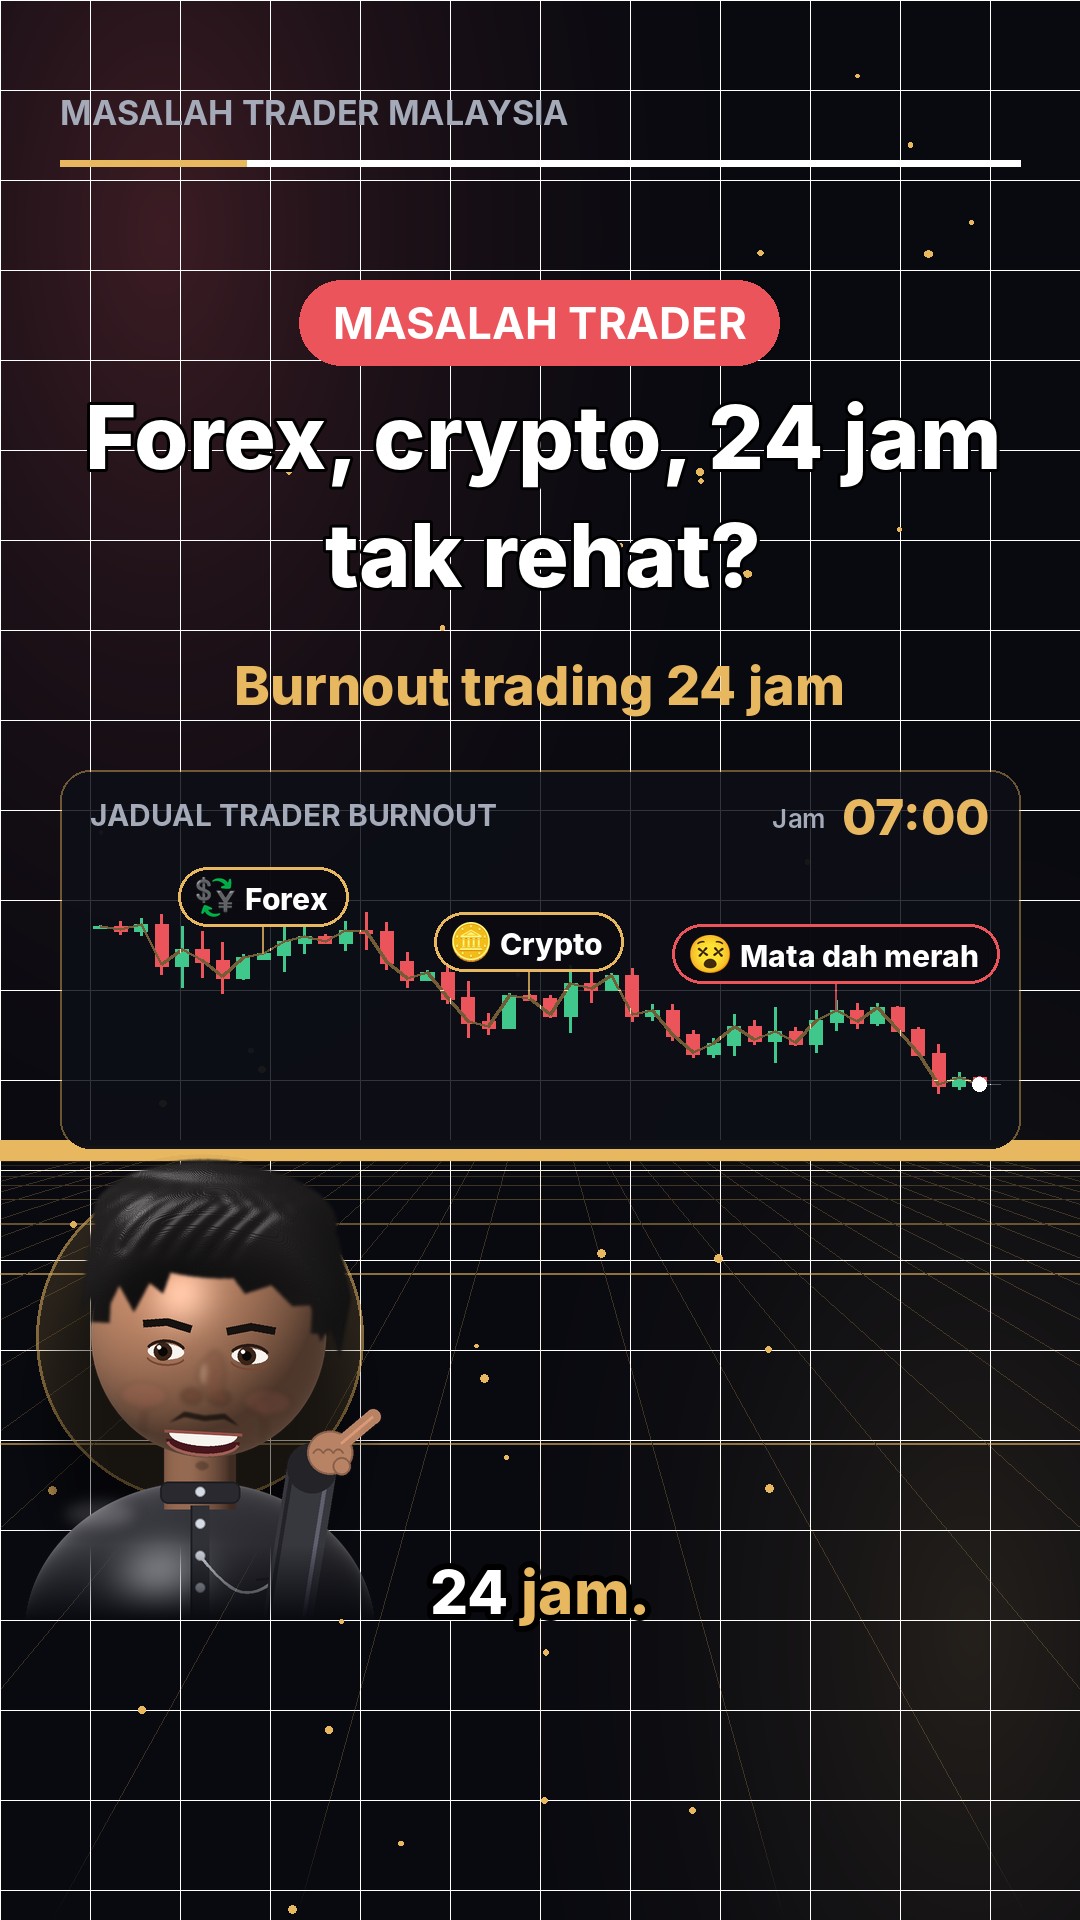 MASALAH TRADER MALAYSIA
MASALAH TRADER
Forex, crypto, 24 jam
tak rehat?
Burnout trading 24 jam
JADUAL TRADER BURNOUT
Jam 07:00
Forex
Crypto
Mata dah merah
24 jam.